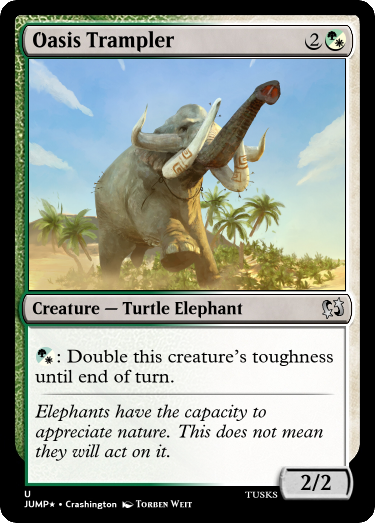 Oasis Trampler 2
Creature — Turtle Elephant
: Double this creature's toughness
until end of turn.
Elephants have the capacity to
appreciate nature. This does not mean
they will act on it.
2/2
U
JUMP★ • Crashington Torben Weit
TUSKS